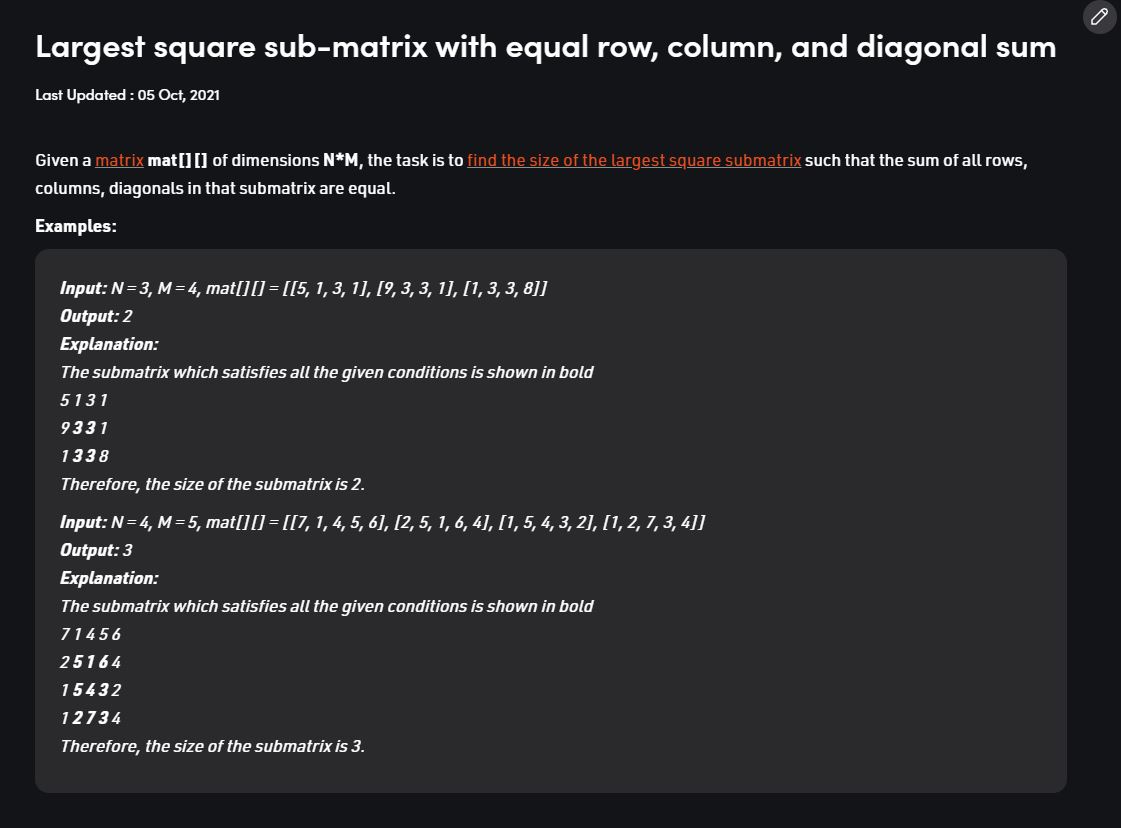 Largest square sub-matrix with equal row, column, and diagonal sum
Last Updated : 05 Oct, 2021
Given a matrix mat[][] of dimensions N*M, the task is to find the size of the largest square submatrix such that the sum of all rows,
columns, diagonals in that submatrix are equal.
Examples:
Input: N = 3, M = 4, mat[][] = [[5, 1, 3, 1], [9, 3, 3, 1], [1, 3, 3, 8]]
Output: 2
Explanation:
The submatrix which satisfies all the given conditions is shown in bold
5 1 3 1
9 3 3 1
1 3 3 8
Therefore, the size of the submatrix is 2.
Input: N = 4, M = 5, mat[][] = [[7, 1, 4, 5, 6], [2, 5, 1, 6, 4], [1, 5, 4, 3, 2], [1, 2, 7, 3, 4]]
Output: 3
Explanation:
The submatrix which satisfies all the given conditions is shown in bold
7 1 4 5 6
2 5 1 6 4
1 5 4 3 2
1 2 7 3 4
Therefore, the size of the submatrix is 3.